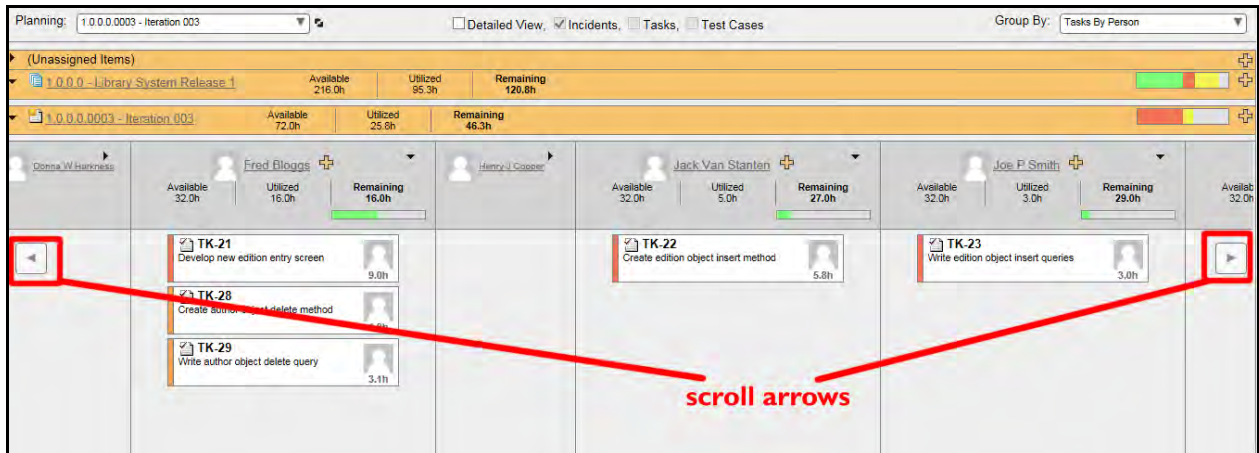 Planning: 1.0.0.0.0003 - Iteration 003 Detailed View, Incidents, Tasks, Test Cases Group By: Tasks By Person
(Unassigned Items)
1.0.0.0 - Library System Release 1 Available Utilized Remaining
216.0h 95.3h 120.8h
1.0.0.0.0003 - Iteration 003 Available Utilized Remaining
72.0h 25.8h 46.3h
Donna W Harkness Fred Bloggs Henry J Cooper Jack Van Stanten Joe P Smith
Available Utilized Remaining Available Utilized Remaining Available Utilized Remaining Availab
32.0h 16.0h 16.0h 32.0h 5.0h 27.0h 32.0h 3.0h 29.0h 32.0h
TK-21 TK-22 TK-23
Develop new edition entry screen Create edition object insert method Write edition object insert queries
9.0h 5.8h 3.0h
TK-28
Create author object delete method
TK-29
Write author object delete query
3.1h
scroll arrows